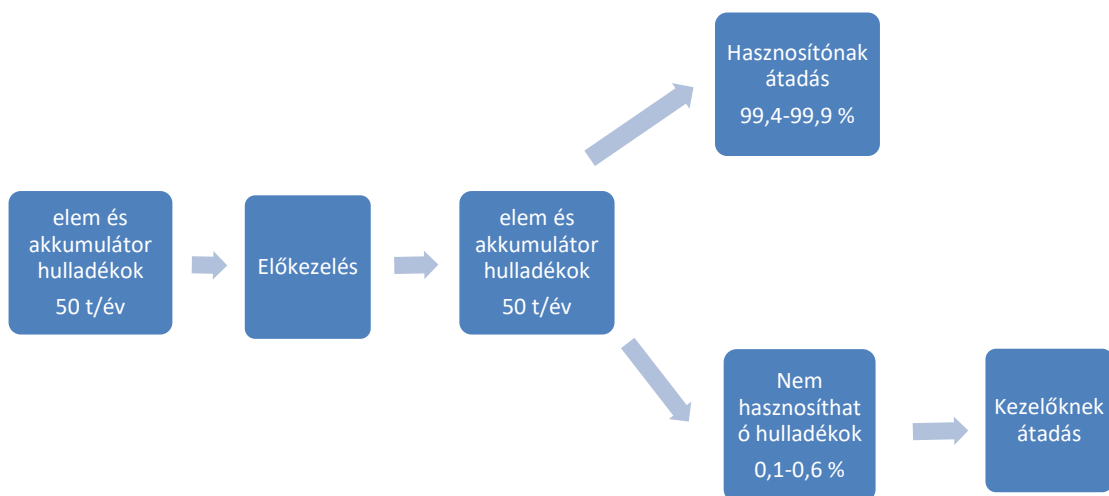 elem és
akkumulátor
hulladékok
50 t/év
Előkezelés
elem és
akkumulátor
hulladékok
50 t/év
Hasznosítónak
átadás
99,4-99,9 %
Nem
hasznosíthat
ó hulladékok
0,1-0,6 %
Kezelőknek
átadás